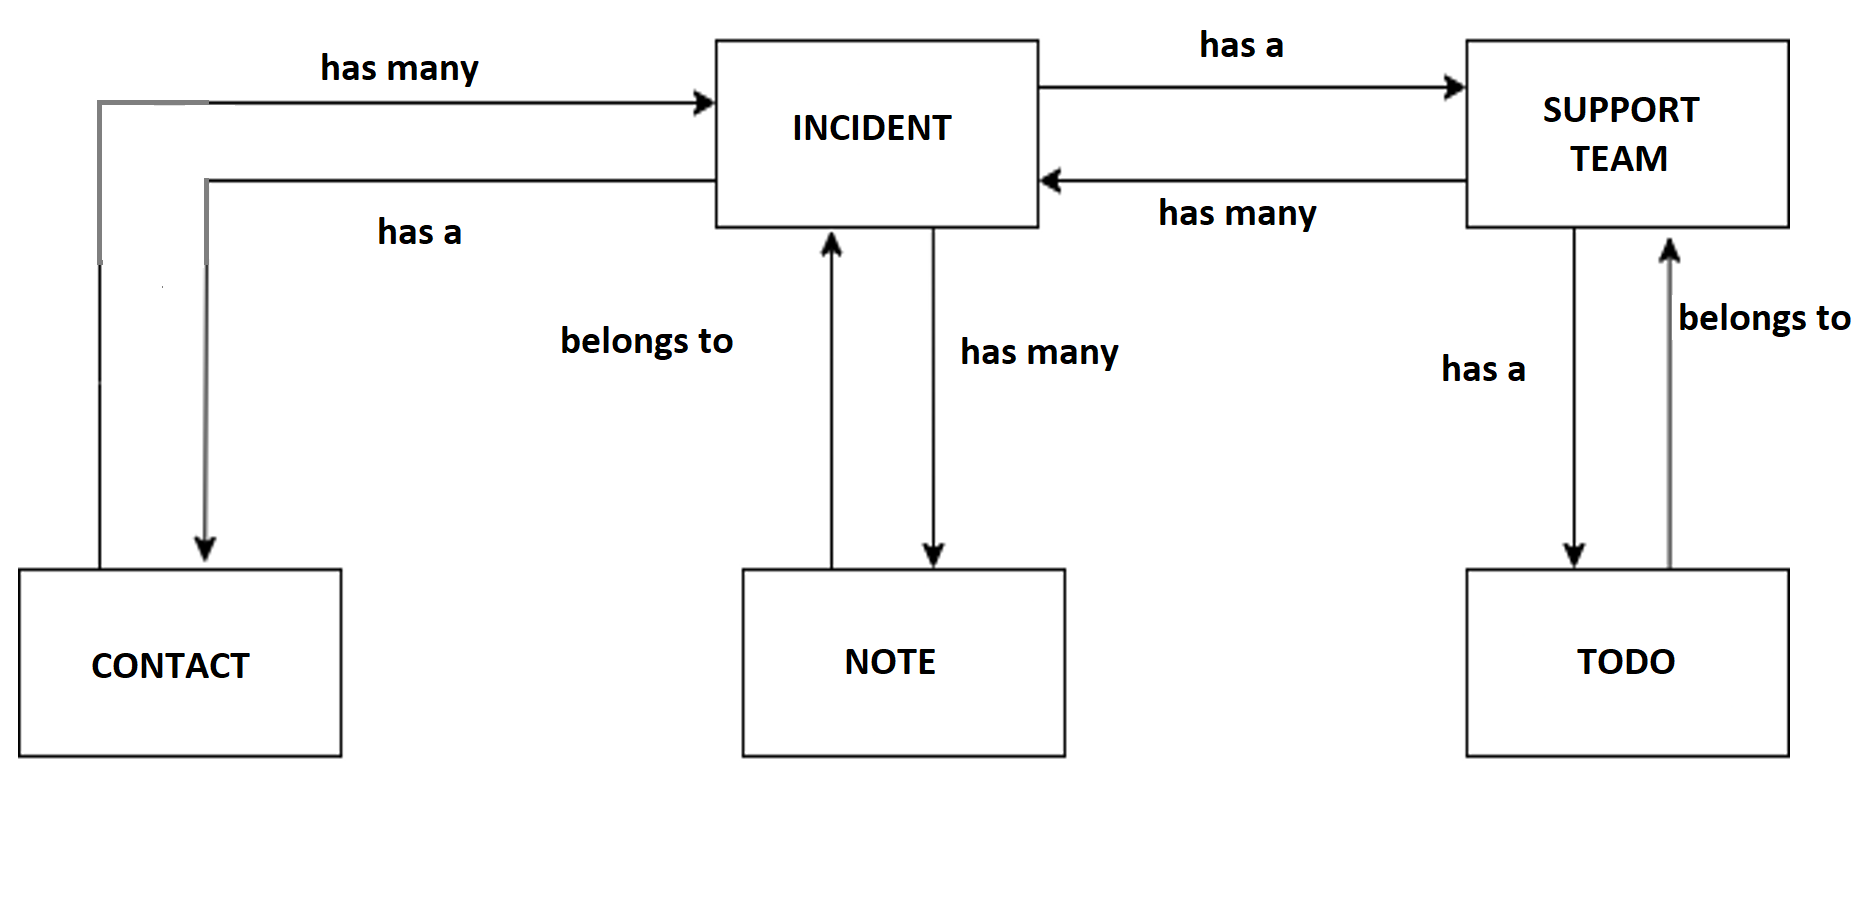 has many
has a
INCIDENT
SUPPORT
TEAM
has a
has many
belongs to
has many
has a
belongs to
CONTACT
NOTE
TODO